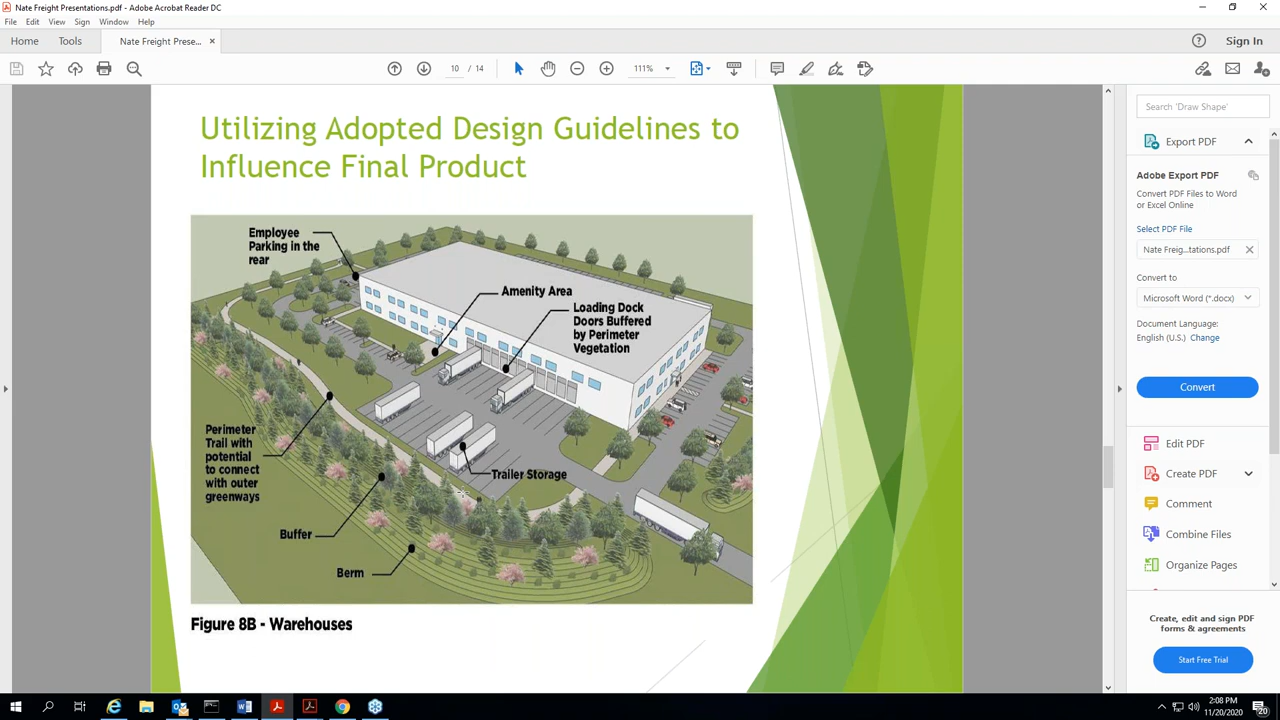 Nate Freight Presentations.pdf - Adobe Acrobat Reader DC
File Edit View Sign Window Help
Home Tools Nate Freight Prese... ×
Sign In
10 / 14
111%
Utilizing Adopted Design Guidelines to
Influence Final Product
Employee
Parking in the
rear
Amenity Area
Loading Dock
Doors Buffered
by Perimeter
Vegetation
Perimeter
Trail with
potential
to connect
with outer
greenways
Trailer Storage
Buffer
Berm
Figure 8B - Warehouses
Search 'Draw Shape'
Export PDF
Adobe Export PDF
Convert PDF Files to Word
or Excel Online
Select PDF File
Nate Freig...tations.pdf
Convert to
Microsoft Word (*.docx)
Document Language:
English (U.S.) Change
Convert
Edit PDF
Create PDF
Comment
Combine Files
Organize Pages
Create, edit and sign PDF
forms & agreements
Start Free Trial
2:08 PM
11/20/2020
20